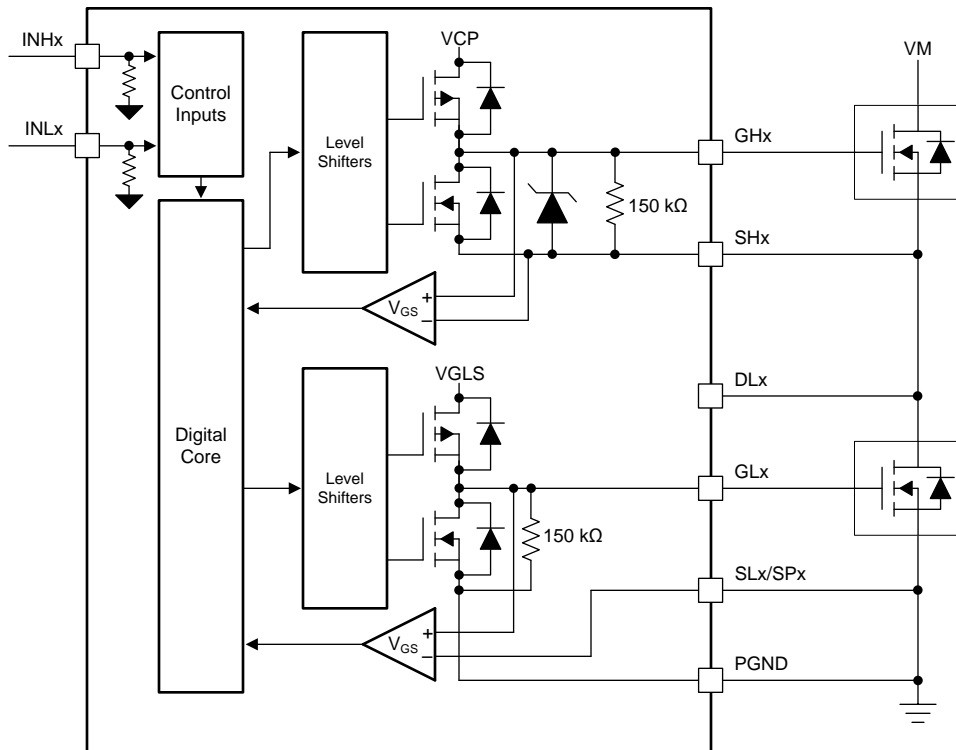 INHx
INLx
Control
Inputs
Level
Shifters
VCP
VM
GHx
150 kΩ
SHx
VGS
+
−
DLx
VGLS
Digital
Core
Level
Shifters
GLx
150 kΩ
SLx/SPx
VGS
+
−
PGND